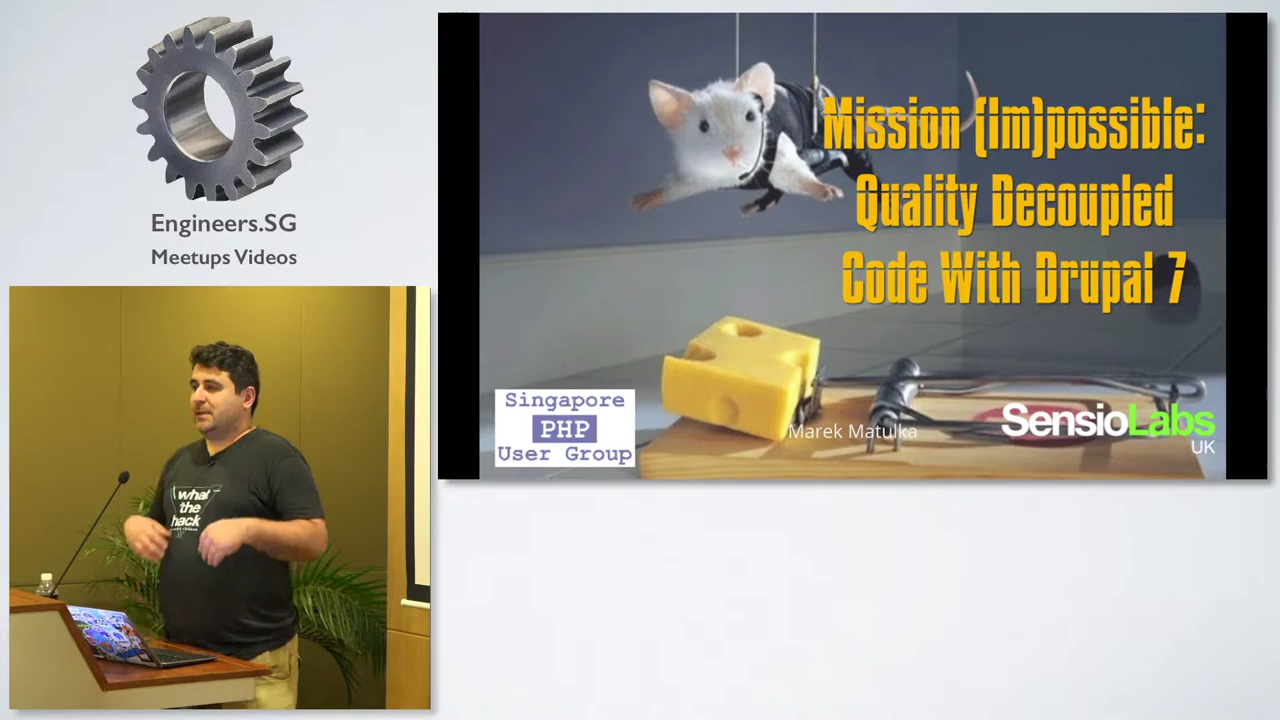 Engineers.SG
Meetups Videos
what
the
hack
Mission (Im)possible:
Quality Decoupled
Code With Drupal 7
Singapore
PHP
User Group
Marek Matulka
SensioLabs
UK